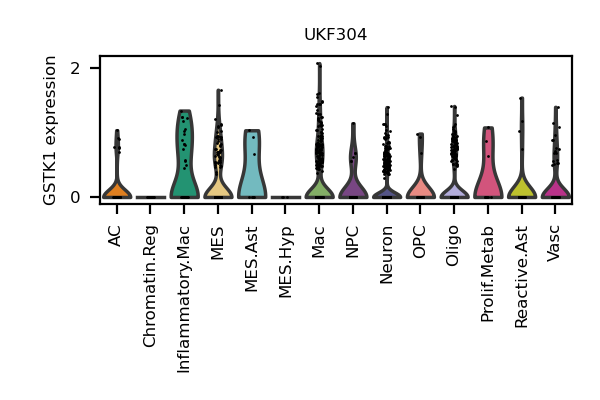 UKF304
GSTK1 expression
2
0
AC
Chromatin.Reg
Inflammatory.Mac
MES
MES.Ast
MES.Hyp
Mac
NPC
Neuron
OPC
Oligo
Prolif.Metab
Reactive.Ast
Vasc